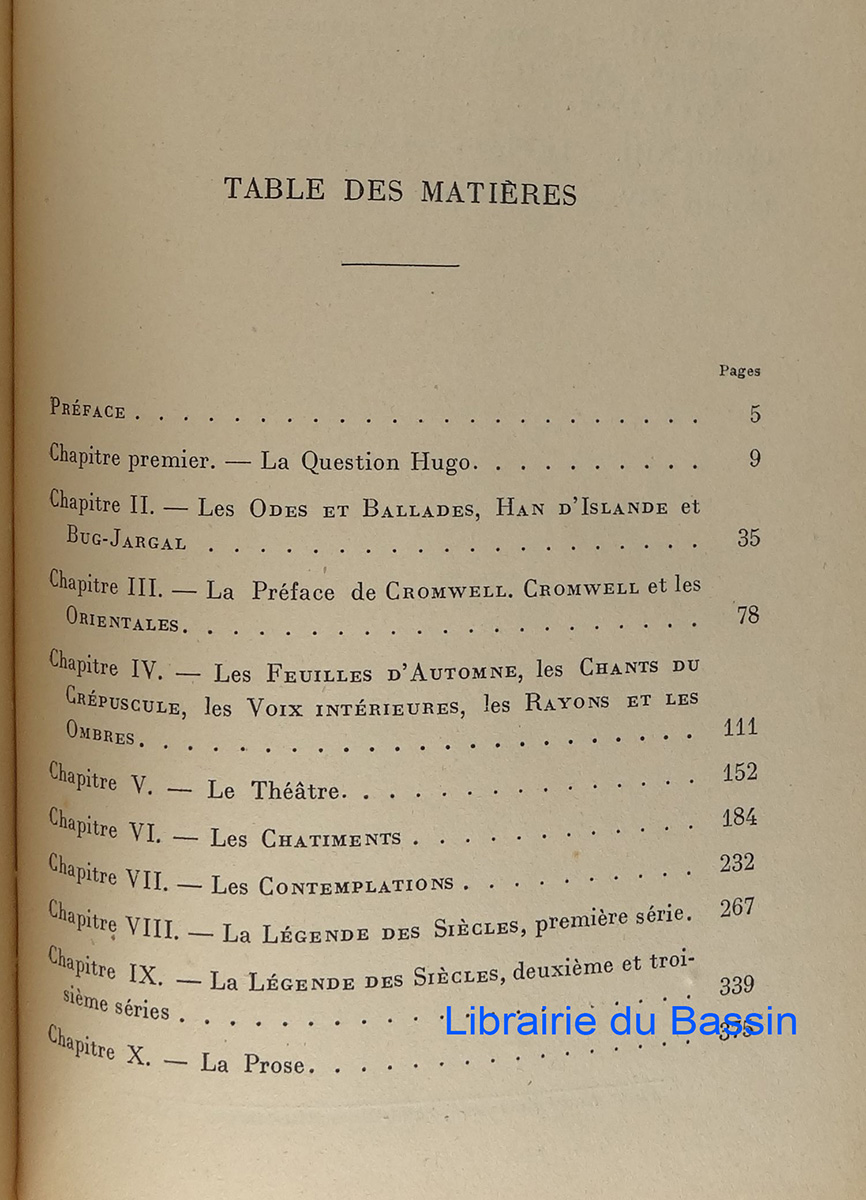 TABLE DES MATIÈRES
Pages
PRÉFACE . . . . . . . . . . . . . . . . . . . . . . . 5
Chapitre premier. — La Question Hugo. . . . . . . . . . 9
Chapitre II. — Les ODES ET BALLADES, HAN D'ISLANDE et
BUG-JARGAL . . . . . . . . . . . . . . . . . . . . 35
Chapitre III. — La Préface de CROMWELL. CROMWELL et les
ORIENTALES. . . . . . . . . . . . . . . . . . . . . 78
Chapitre IV. — Les FEUILLES D'AUTOMNE, les CHANTS DU
CRÉPUSCULE, les VOIX INTÉRIEURES, les RAYONS ET LES
OMBRES. . . . . . . . . . . . . . . . . . . . . . . 111
Chapitre V. — Le Théâtre. . . . . . . . . . . . . . 152
Chapitre VI. — Les CHATIMENTS . . . . . . . . . . . 184
Chapitre VII. — Les CONTEMPLATIONS . . . . . . . . . 232
Chapitre VIII. — La LÉGENDE DES SIÈCLES, première série. 267
Chapitre IX. — La LÉGENDE DES SIÈCLES, deuxième et troi-
sième séries . . . . . . . . . . . . . . . . . . . . 339
Librairie du Bassin
Chapitre X. — La Prose. . . . . . . . . . . . . . . 375